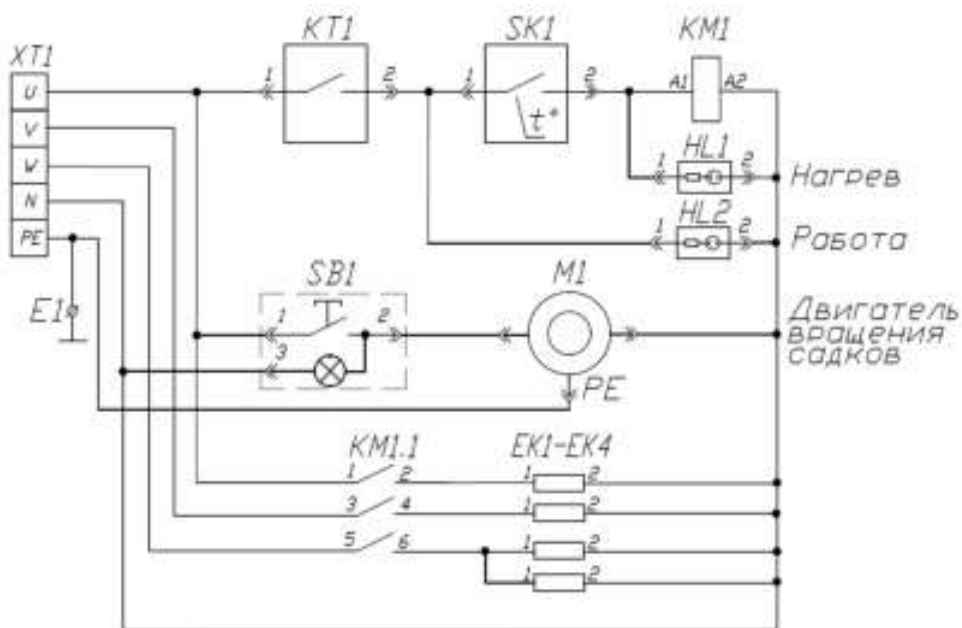 KT1 SK1 KM1
XT1
U 1 2 1 2 A1 A2
V t°
W 1 HL1 2 Нагрев
N HL2
PE 1 2 Работа
SB1 M1
E1 1 2 Двигатель
вращения
3 садков
PE
KM1.1 EK1-EK4
1 2 1 2
3 4 1 2
5 6 1 2
1 2